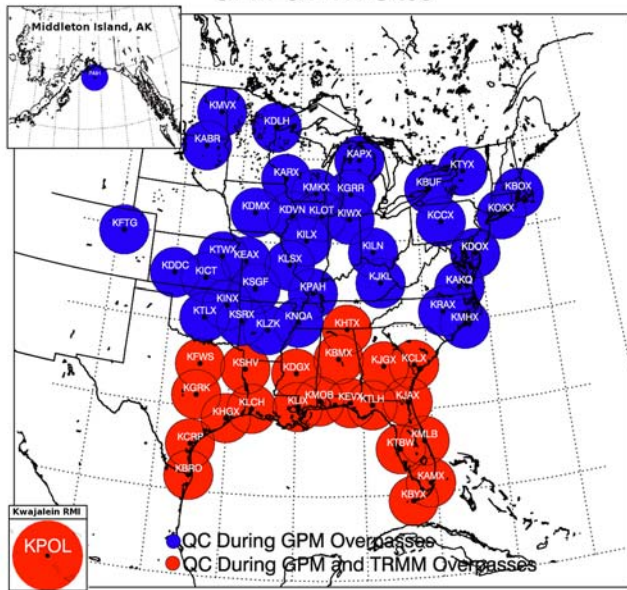 Middleton Island, AK
KMVX
KDLH
KABR
KAPX
KTYX
KARX
KMKX
KGRR
KBUF
KBOX
KDMX
KDVN
KLOT
KIWX
KCCX
KOKX
KFTG
KILX
KTWX
KEAX
KLSX
KILN
KDOX
KDDC
KICT
KSGF
KPAH
KJKL
KAKQ
KINX
KTLX
KSRX
KLZK
KNQA
KRAX
KMHX
KHTX
KFWS
KSHV
KDGX
KBMX
KJGX
KCLX
KGRK
KLCH
KHGX
KLIX
KMOB
KEVX
KTLH
KJAX
KCRP
KTBW
KMLB
KBRO
KAMX
KBYX
Kwajalein RMI
KPOL
QC During GPM Overpasses
QC During GPM and TRMM Overpasses